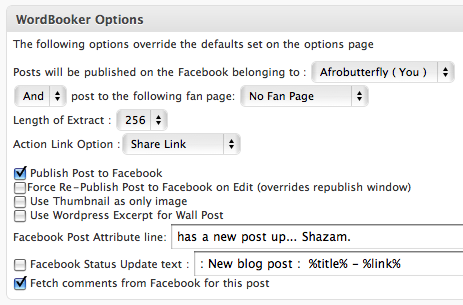 WordBooker Options
The following options override the defaults set on the options page
Posts will be published on the Facebook belonging to : Afrobutterfly ( You )
And post to the following fan page: No Fan Page
Length of Extract : 256
Action Link Option : Share Link
Publish Post to Facebook
Force Re-Publish Post to Facebook on Edit (overrides republish window)
Use Thumbnail as only image
Use Wordpress Excerpt for Wall Post
Facebook Post Attribute line: has a new post up... Shazam.
Facebook Status Update text : : New blog post : %title% - %link%
Fetch comments from Facebook for this post